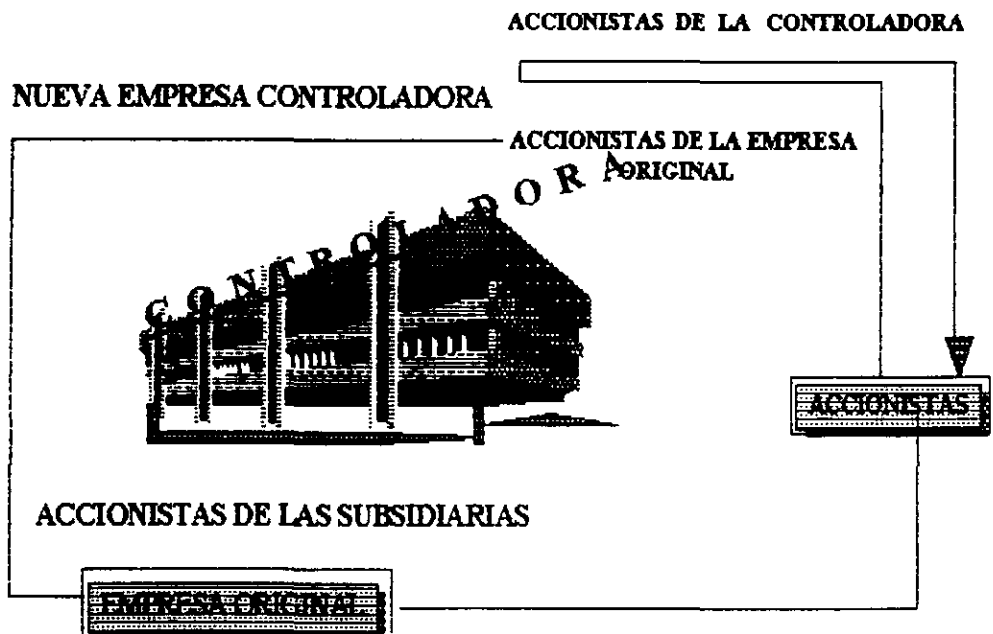 ACCIONISTAS DE LA CONTROLADORA
NUEVA EMPRESA CONTROLADORA
ACCIONISTAS DE LA EMPRESA
ORIGINAL
CONTROLADORA
ACCIONISTAS
ACCIONISTAS DE LAS SUBSIDIARIAS
EMPRESA ORIGINAL